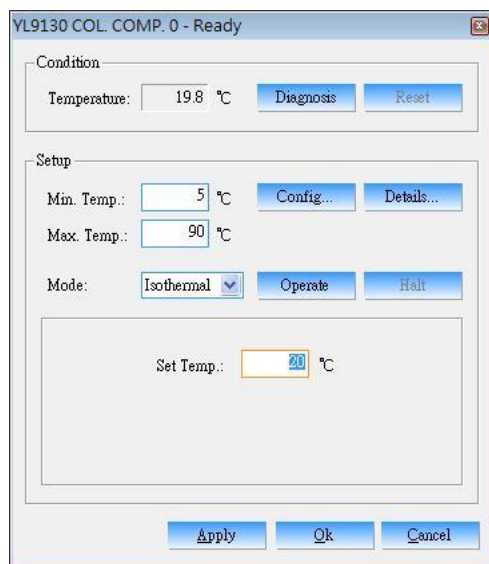 YL9130 COL. COMP. 0 - Ready
Condition
Temperature: 19.8 ℃ Diagnosis Reset
Setup
Min. Temp.: 5 ℃ Config... Details...
Max. Temp.: 90 ℃
Mode: Isothermal Operate Halt
Set Temp.: 20 ℃
Apply Ok Cancel